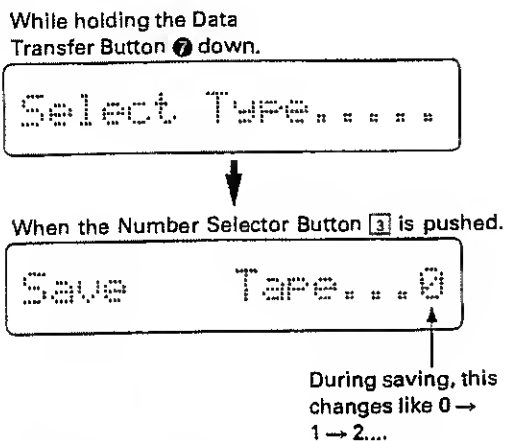 While holding the Data
Transfer Button ❼ down.
Select Type.....
When the Number Selector Button 3 is pushed.
Save Tape...0
During saving, this
changes like 0 →
1 → 2....